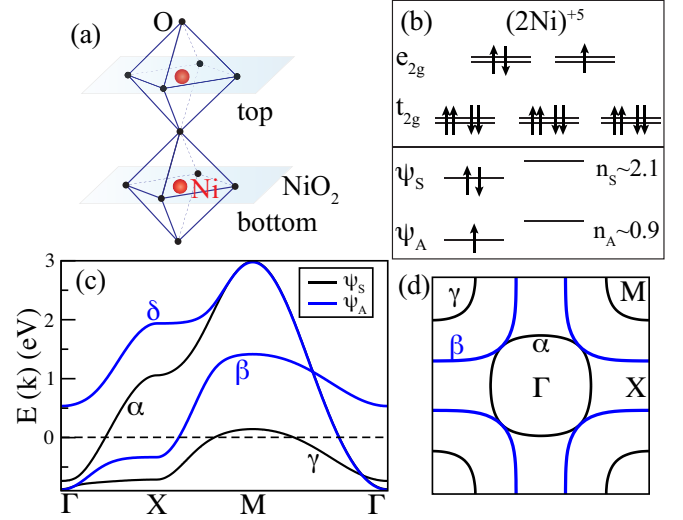 (a)
O
top
Ni
NiO₂
bottom
(b)
(2Ni)⁺⁵
e₂g
t₂g
ψS
nS~2.1
ψA
nA~0.9
(c)
E (k) (eV)
3
2
1
0
ψS
ψA
δ
α
β
γ
Γ
X
M
Γ
(d)
γ
M
β
α
Γ
X